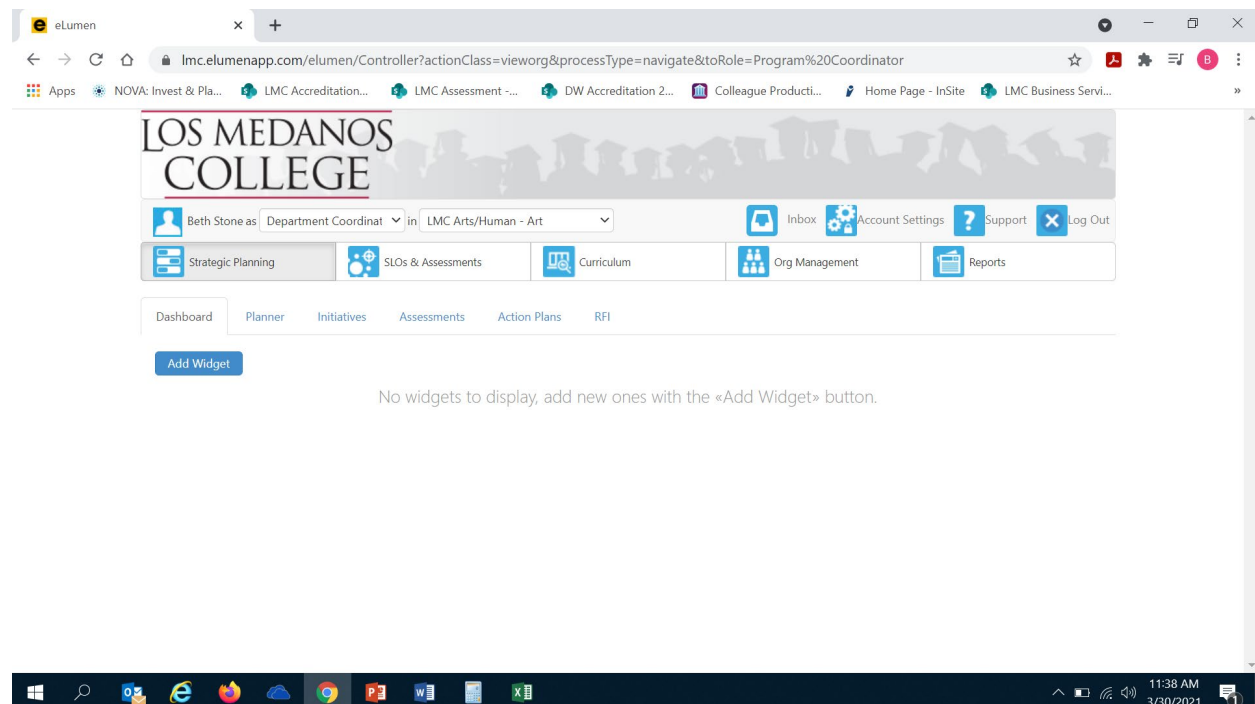 eLumen
lmc.elumenapp.com/elumen/Controller?actionClass=vieworg&processType=navigate&toRole=Program%20Coordinator
B
Apps NOVA: Invest & Pla... LMC Accreditation... LMC Assessment -... DW Accreditation 2... Colleague Producti... Home Page - InSite LMC Business Servi... »
LOS MEDANOS
COLLEGE
Beth Stone as Department Coordinat in LMC Arts/Human - Art Inbox Account Settings ? Support Log Out
Strategic Planning SLOs & Assessments Curriculum Org Management Reports
Dashboard Planner Initiatives Assessments Action Plans RFI
Add Widget
No widgets to display, add new ones with the «Add Widget» button.
11:38 AM
3/30/2021
1